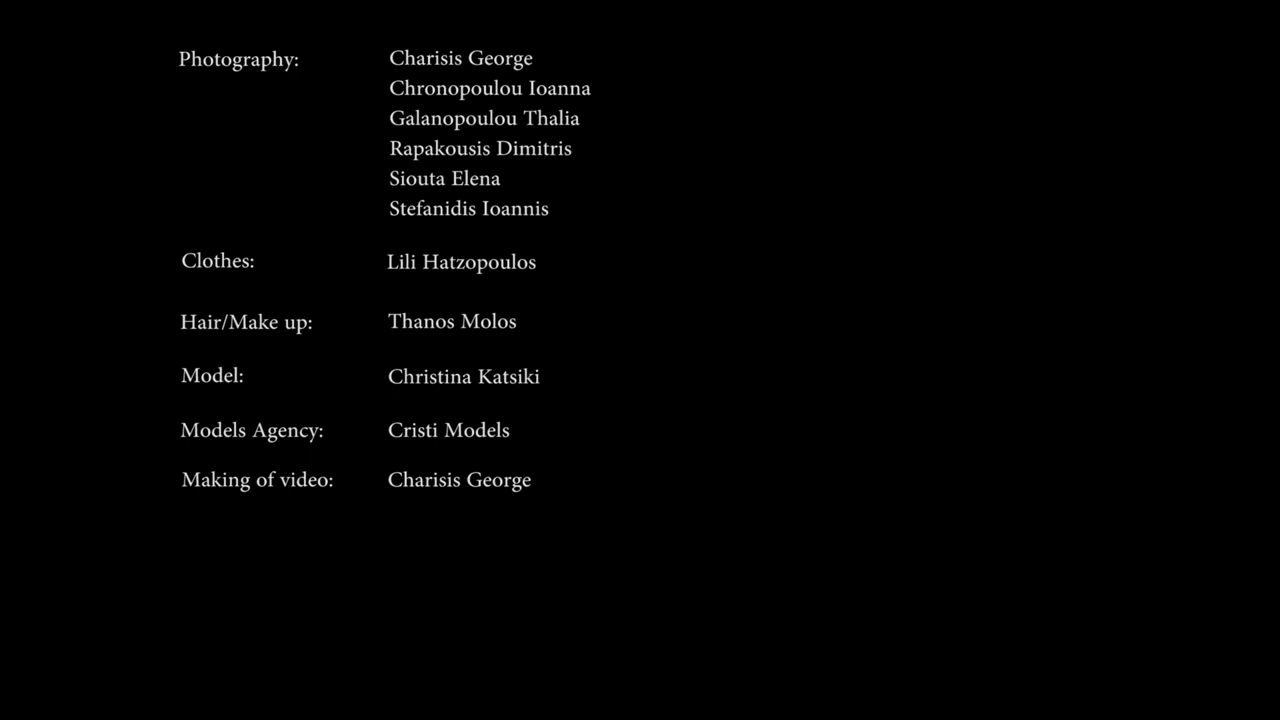 Photography: Charisis George
Chronopoulou Ioanna
Galanopoulou Thalia
Rapakousis Dimitris
Siouta Elena
Stefanidis Ioannis
Clothes: Lili Hatzopoulos
Hair/Make up: Thanos Molos
Model: Christina Katsiki
Models Agency: Cristi Models
Making of video: Charisis George